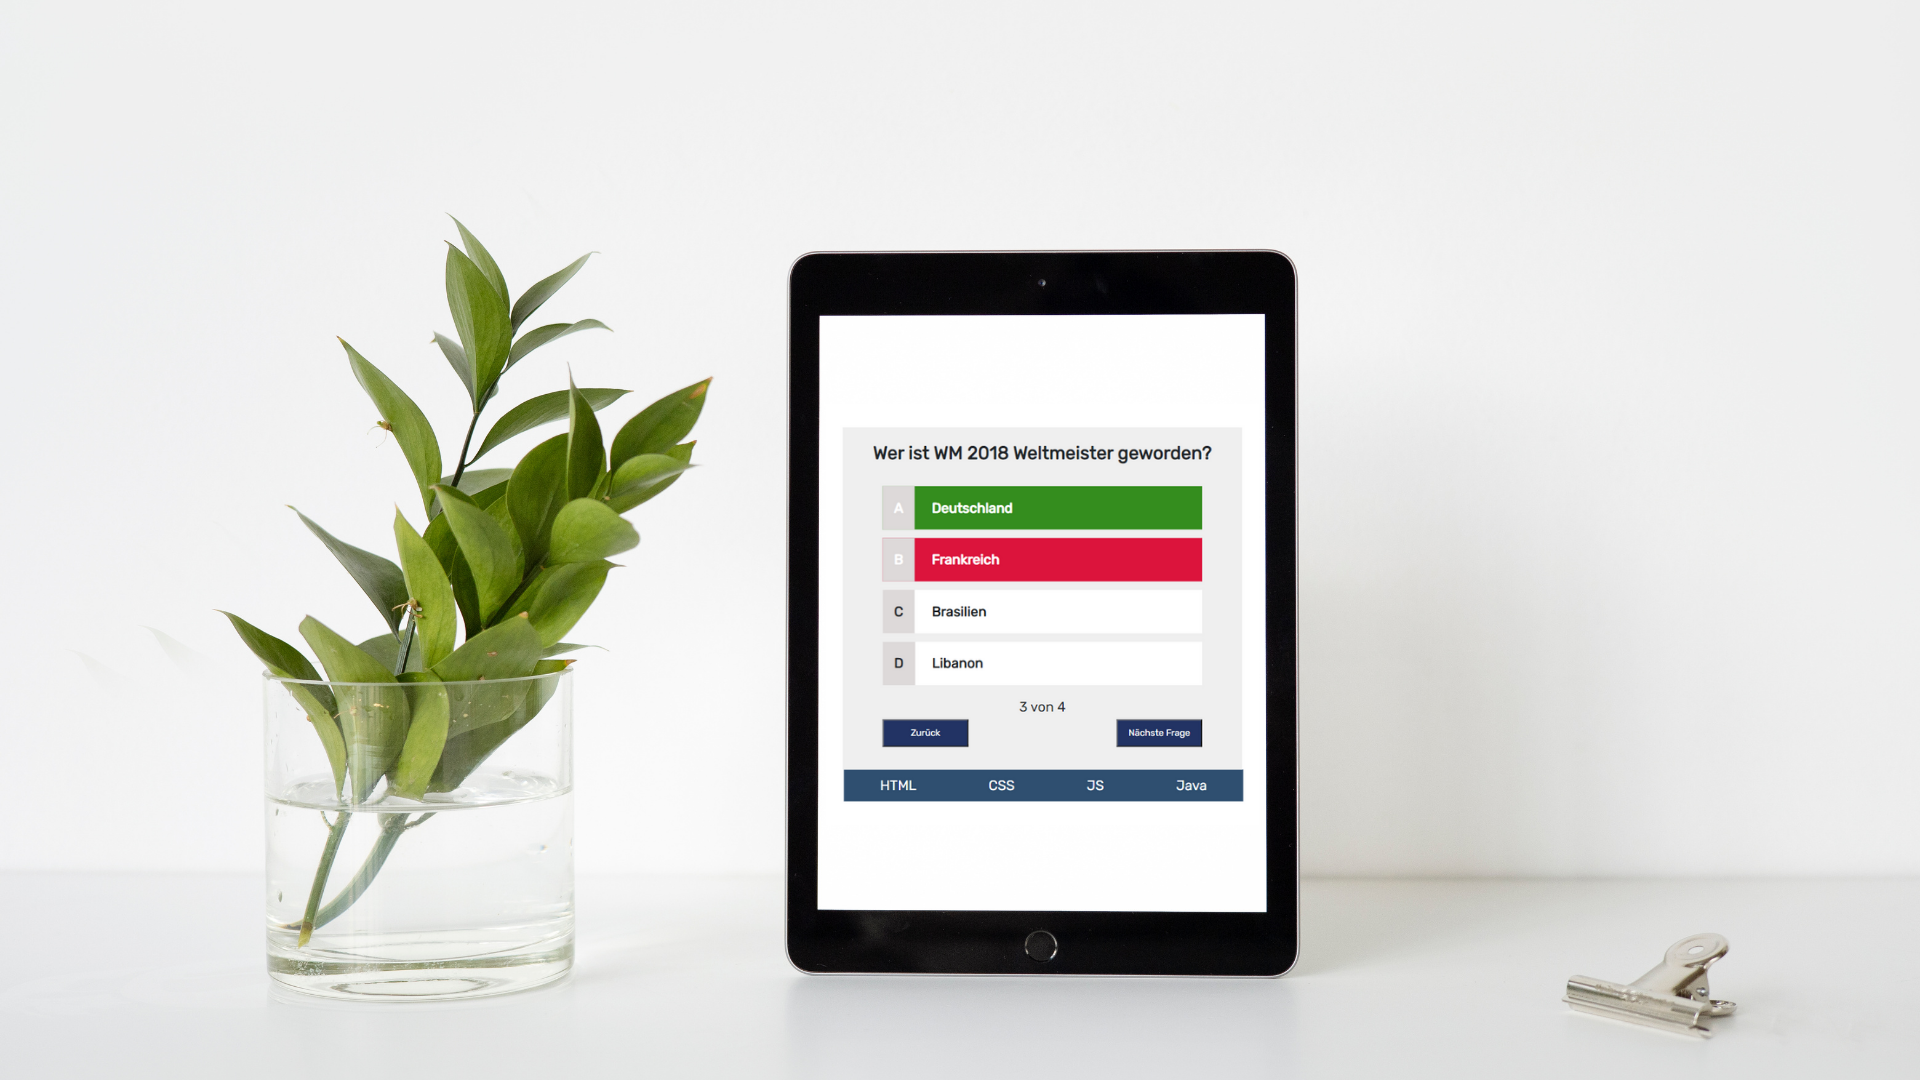 Wer ist WM 2018 Weltmeister geworden?
A Deutschland
B Frankreich
C Brasilien
D Libanon
3 von 4
Zurück Nächste Frage
HTML CSS JS Java